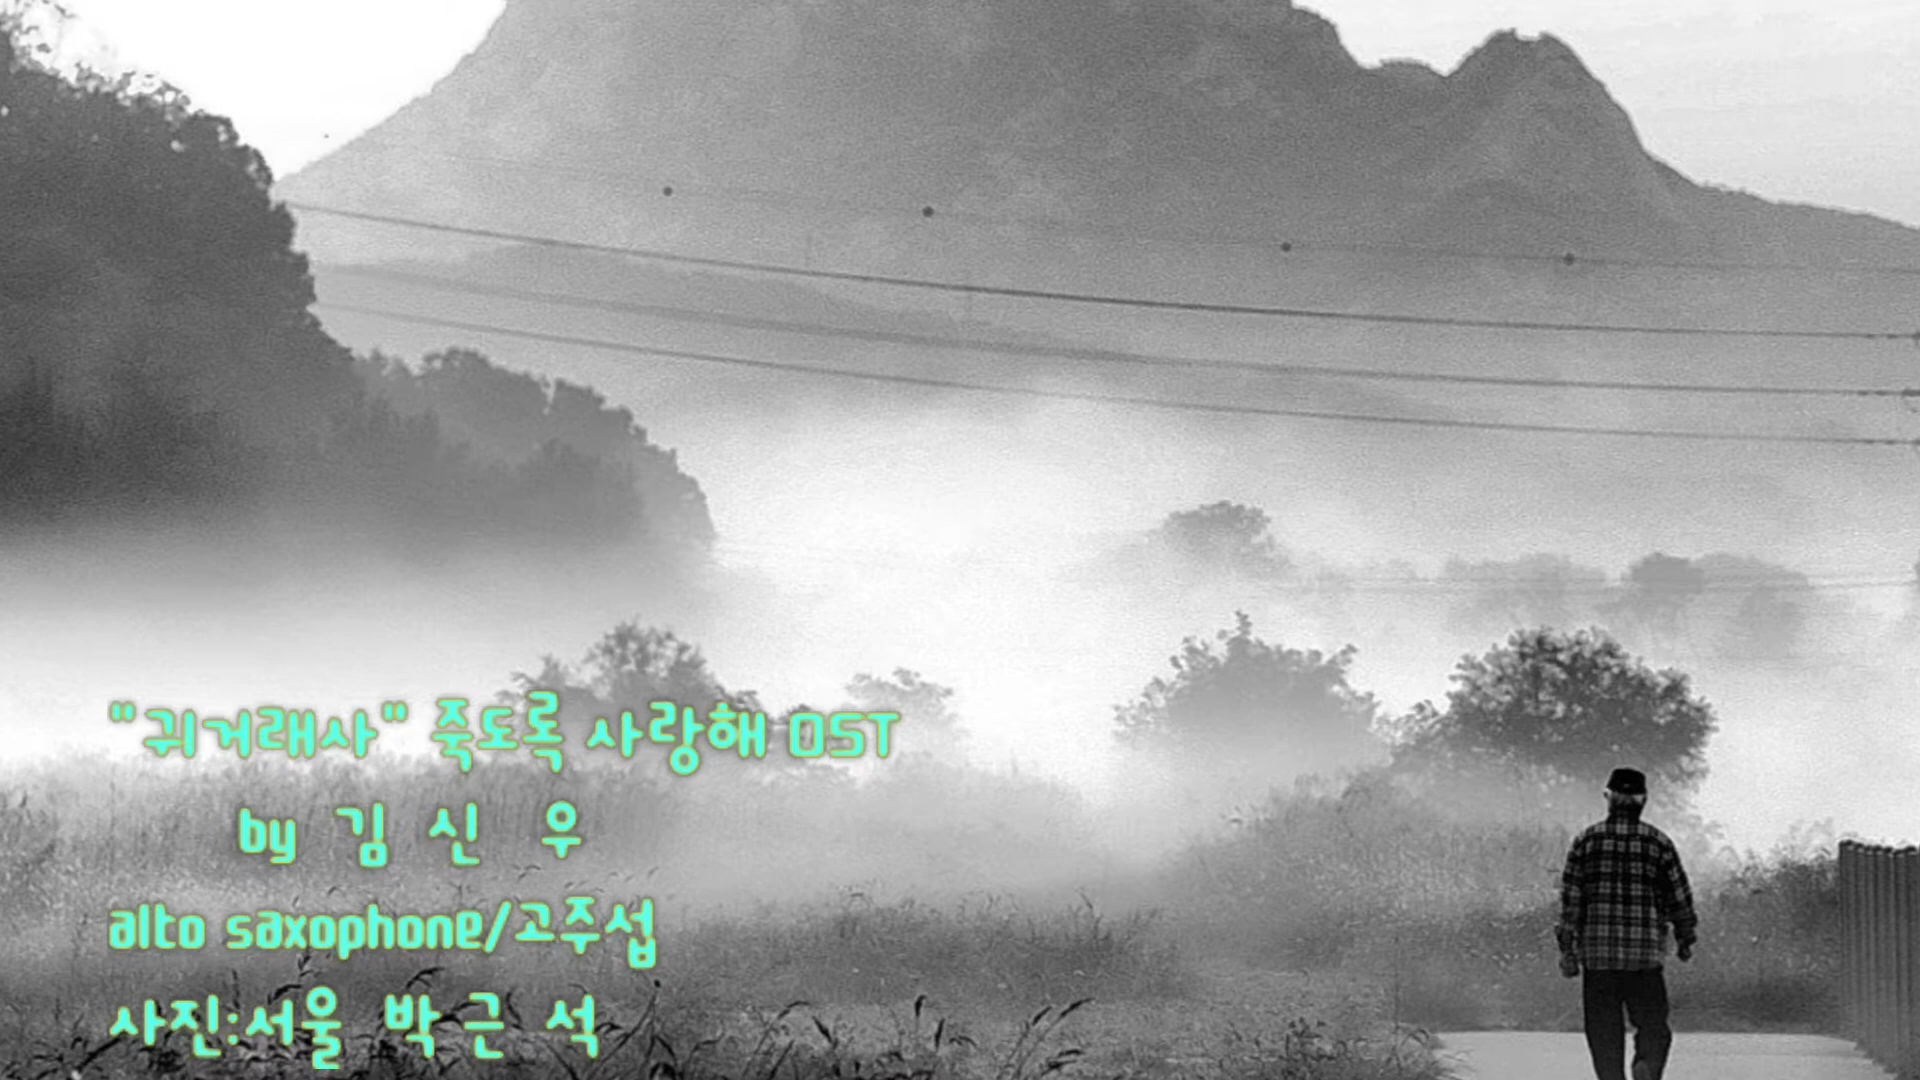 "귀거래사" 죽도록 사랑해 OST
by 김 신 우
alto saxophone/고주섭
사진:서울 박 근 석